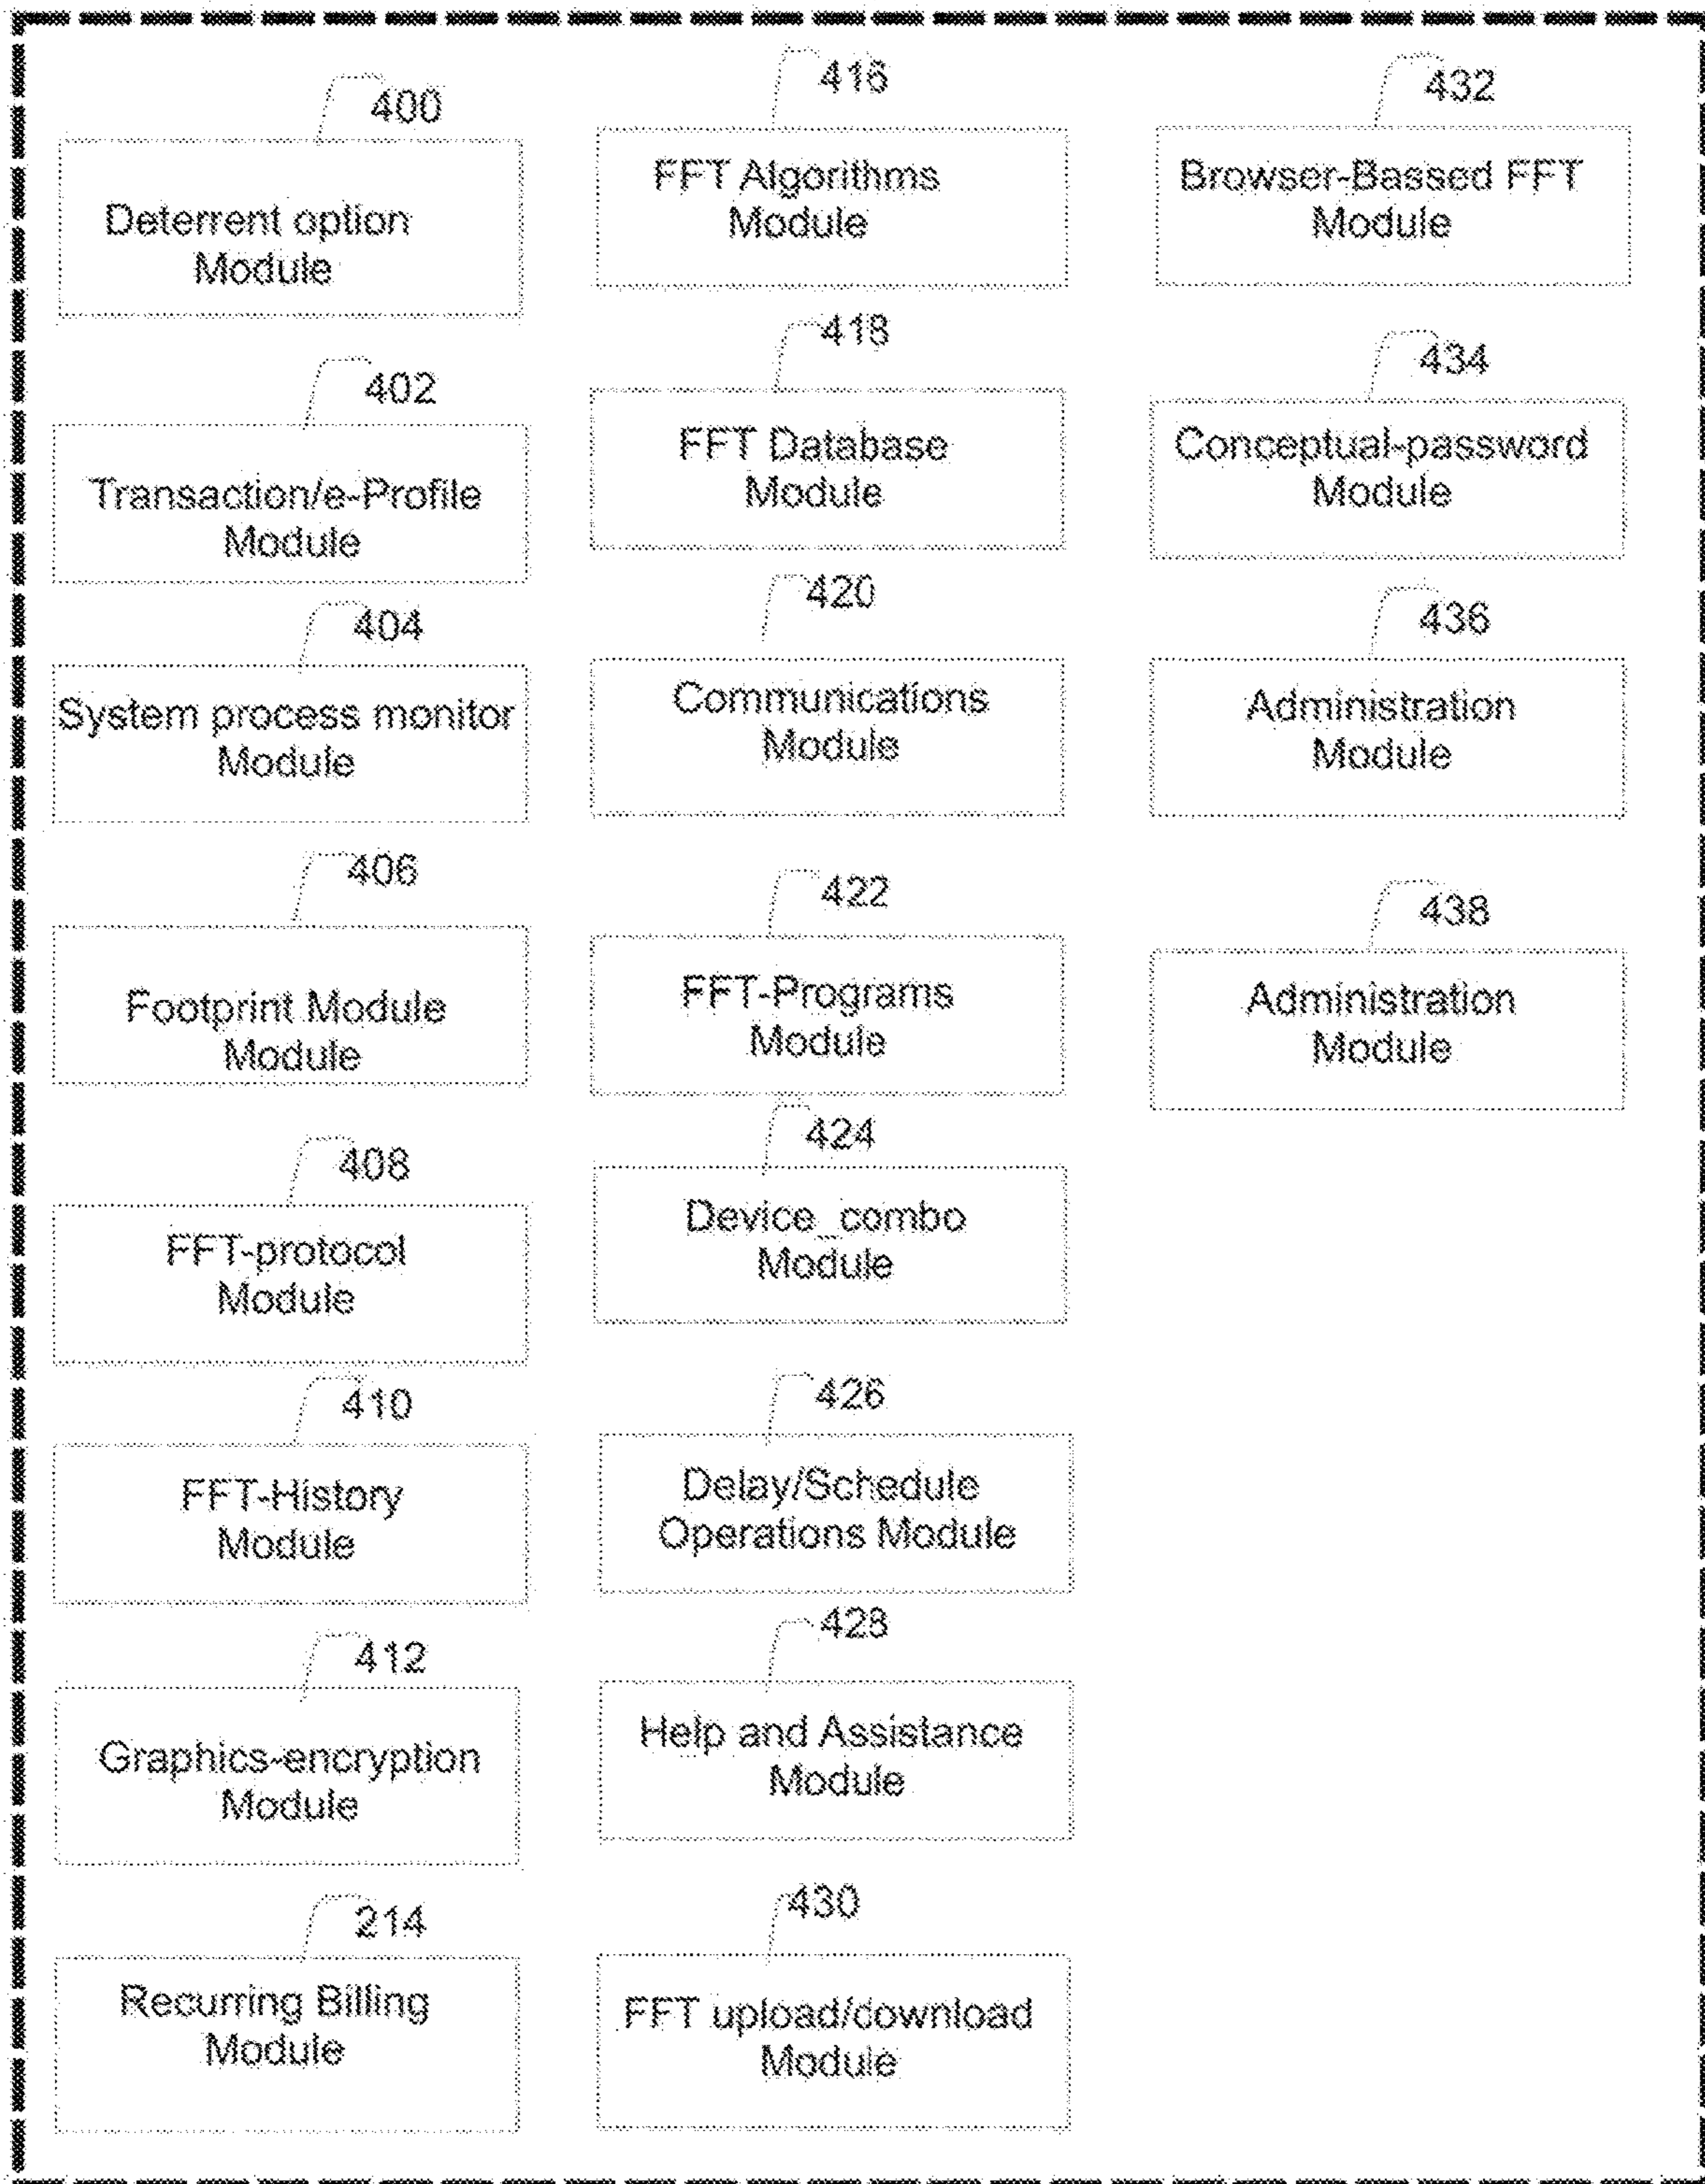 400
Deterrent option
Module
402
Transaction/e-Profile
Module
404
System process monitor
Module
406
Footprint Module
Module
408
FFT-protocol
Module
410
FFT-History
Module
412
Graphics-encryption
Module
214
Recurring Billing
Module
416
FFT Algorithms
Module
418
FFT Database
Module
420
Communications
Module
422
FFT-Programs
Module
424
Device_combo
Module
426
Delay/Schedule
Operations Module
428
Help and Assistance
Module
430
FFT upload/download
Module
432
Browser-Bassed FFT
Module
434
Conceptual-password
Module
436
Administration
Module
438
Administration
Module